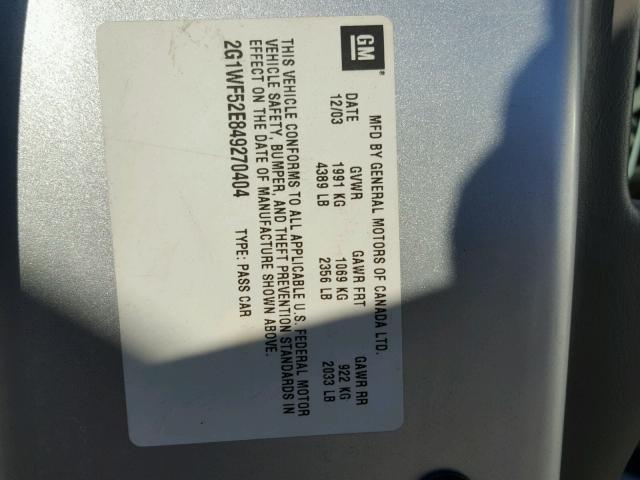 GM®
MFD BY GENERAL MOTORS OF CANADA LTD.
DATE GVWR GAWR FRT GAWR RR
12/03 1991 KG 1069 KG 922 KG
4389 LB 2356 LB 2033 LB
THIS VEHICLE CONFORMS TO ALL APPLICABLE U.S. FEDERAL MOTOR
VEHICLE SAFETY, BUMPER, AND THEFT PREVENTION STANDARDS IN
EFFECT ON THE DATE OF MANUFACTURE SHOWN ABOVE.
2G1WF52E849270404 TYPE: PASS CAR